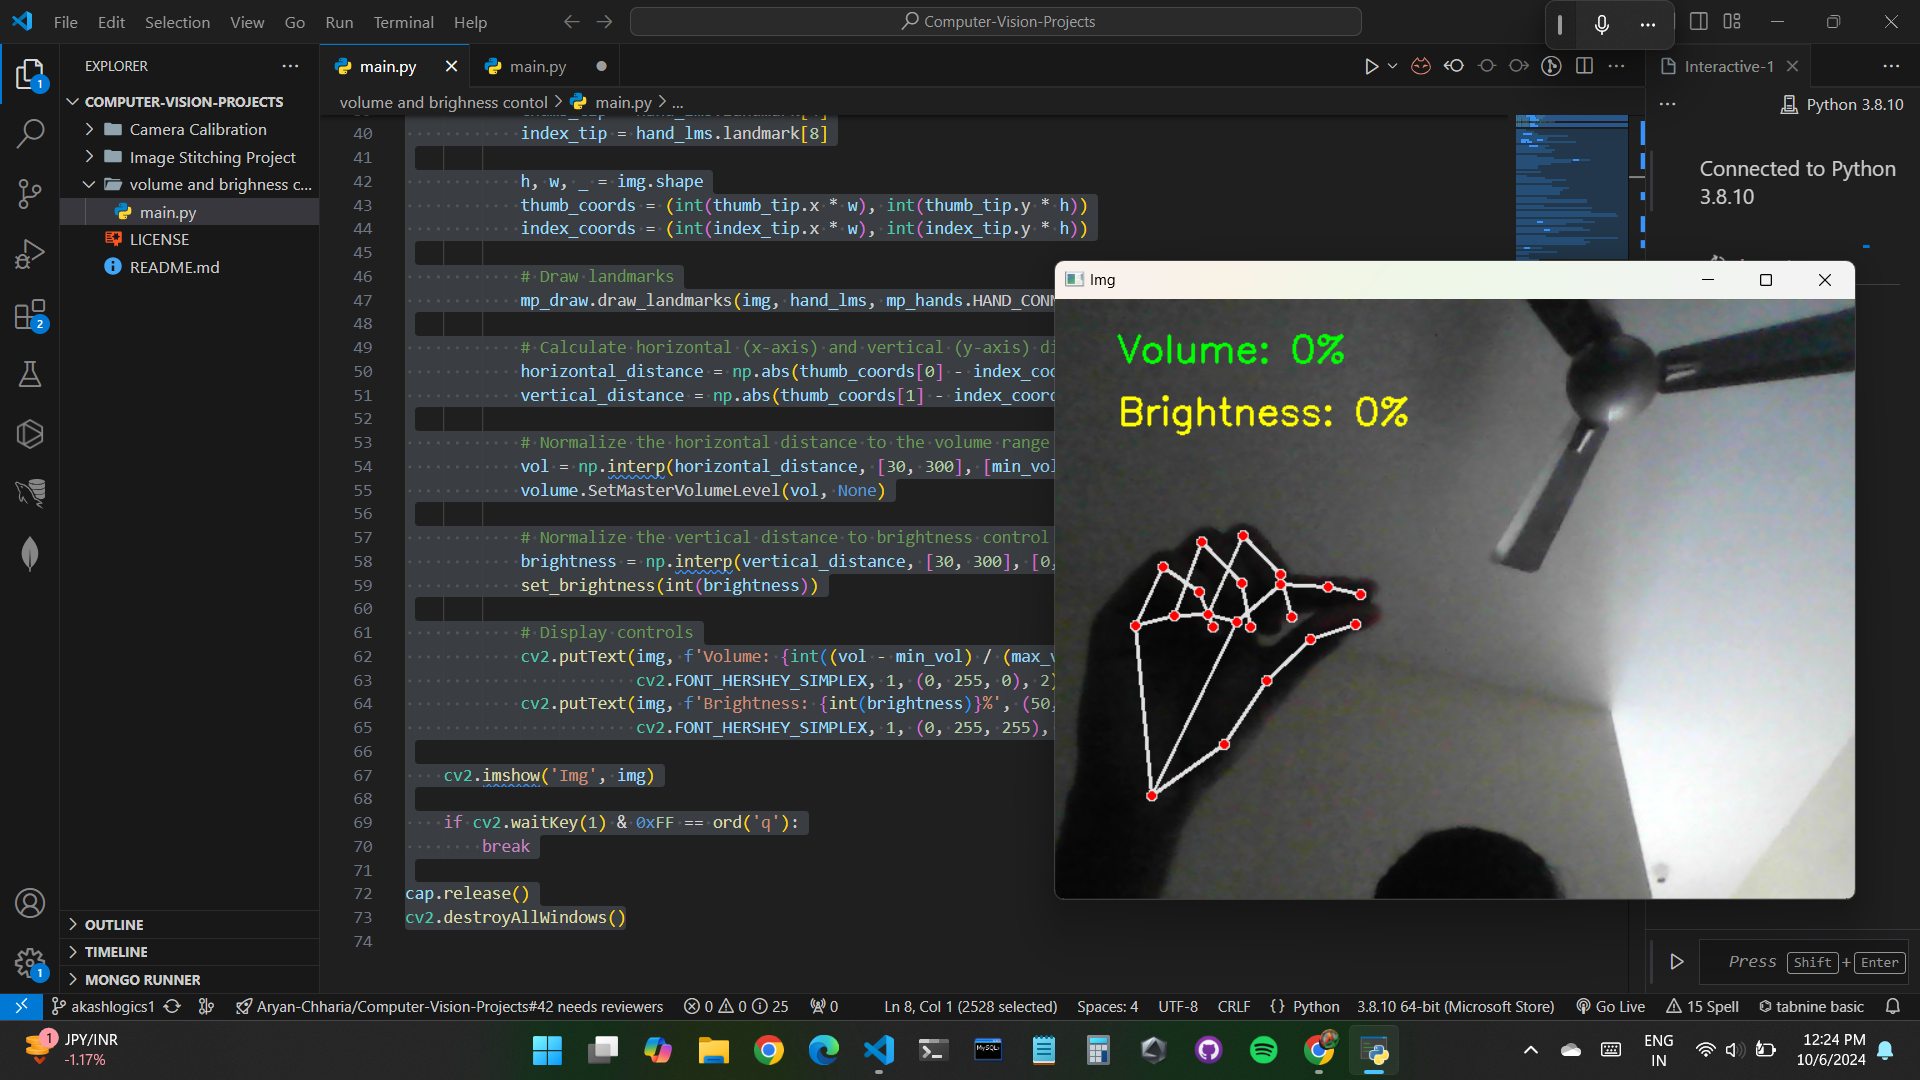 File Edit Selection View Go Run Terminal Help
Computer-Vision-Projects
EXPLORER
COMPUTER-VISION-PROJECTS
Camera Calibration
Image Stitching Project
volume and brighness c...
main.py
LICENSE
README.md
OUTLINE
TIMELINE
MONGO RUNNER
1
2
1
main.py
main.py
volume and brighness contol > main.py > ...
40 index_tip = hand_lms.landmark[8]
41
42 h, w, _ = img.shape
43 thumb_coords = (int(thumb_tip.x * w), int(thumb_tip.y * h))
44 index_coords = (int(index_tip.x * w), int(index_tip.y * h))
45
46 # Draw landmarks
47 mp_draw.draw_landmarks(img, hand_lms, mp_hands.HAND_CON
48
49 # Calculate horizontal (x-axis) and vertical (y-axis) di
50 horizontal_distance = np.abs(thumb_coords[0] - index_coo
51 vertical_distance = np.abs(thumb_coords[1] - index_coord
52
53 # Normalize the horizontal distance to the volume range
54 vol = np.interp(horizontal_distance, [30, 300], [min_vol
55 volume.SetMasterVolumeLevel(vol, None)
56
57 # Normalize the vertical distance to brightness control
58 brightness = np.interp(vertical_distance, [30, 300], [0,
59 set_brightness(int(brightness))
60
61 # Display controls
62 cv2.putText(img, f'Volume: {int((vol - min_vol) / (max_v
63 cv2.FONT_HERSHEY_SIMPLEX, 1, (0, 255, 0), 2)
64 cv2.putText(img, f'Brightness: {int(brightness)}%', (50,
65 cv2.FONT_HERSHEY_SIMPLEX, 1, (0, 255, 255),
66
67 cv2.imshow('Img', img)
68
69 if cv2.waitKey(1) & 0xFF == ord('q'):
70 break
71
72 cap.release()
73 cv2.destroyAllWindows()
74
Interactive-1
Python 3.8.10
Connected to Python
3.8.10
Img
Volume: 0%
Brightness: 0%
Press Shift + Enter
akashlogics1
Aryan-Chharia/Computer-Vision-Projects#42 needs reviewers
0 0 25
0
Ln 8, Col 1 (2528 selected)
Spaces: 4
UTF-8
CRLF
{} Python
3.8.10 64-bit (Microsoft Store)
Go Live
15 Spell
tabnine basic
1
JPY/INR
-1.17%
MySQL
ENG
IN
12:24 PM
10/6/2024